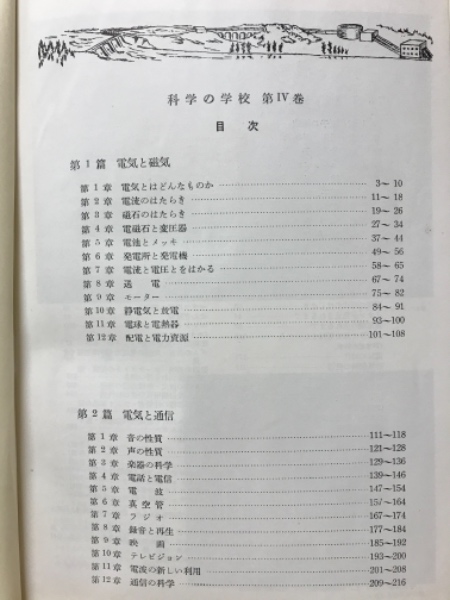 科学の学校 第IV巻
目次
第1篇 電気と磁気
第1章 電気とはどんなものか 3～10
第2章 電流のはたらき 11～18
第3章 磁石のはたらき 19～26
第4章 電磁石と変圧器 27～34
第5章 電池とメッキ 37～44
第6章 発電所と発電機 49～56
第7章 電流と電圧とをはかる 58～65
第8章 送電 67～74
第9章 モーター 75～82
第10章 静電気と放電 84～91
第11章 電球と電熱器 93～100
第12章 配電と電力資源 101～108
第2篇 電気と通信
第1章 音の性質 111～118
第2章 声の性質 121～128
第3章 楽器の科学 129～136
第4章 電話と電信 139～146
第5章 電波 147～154
第6章 真空管 157～164
第7章 ラジオ 167～174
第8章 録音と再生 177～184
第9章 映画 185～192
第10章 テレビジョン 193～200
第11章 電波の新しい利用 201～208
第12章 通信の科学 209～216